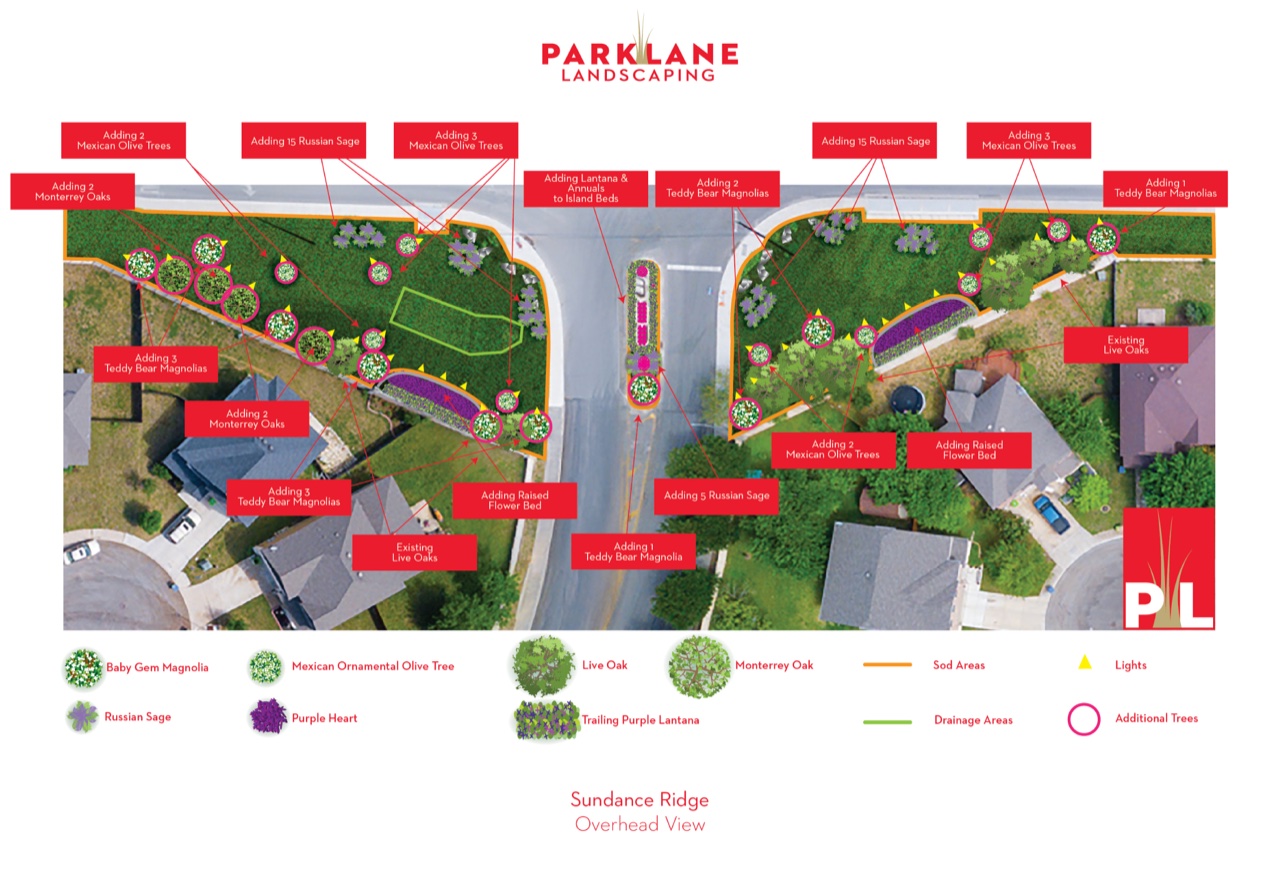 PARKLANE
LANDSCAPING
Adding 2
Mexican Olive Trees
Adding 15 Russian Sage
Adding 3
Mexican Olive Trees
Adding 15 Russian Sage
Adding 3
Mexican Olive Trees
Adding 2
Monterrey Oaks
Adding Lantana &
Annuals
to Island Beds
Adding 2
Teddy Bear Magnolias
Adding 1
Teddy Bear Magnolias
Adding 3
Teddy Bear Magnolias
Existing
Live Oaks
Adding 2
Monterrey Oaks
Adding 2
Mexican Olive Trees
Adding Raised
Flower Bed
Adding 3
Teddy Bear Magnolias
Adding Raised
Flower Bed
Adding 5 Russian Sage
Existing
Live Oaks
Adding 1
Teddy Bear Magnolia
PL
Baby Gem Magnolia
Mexican Ornamental Olive Tree
Live Oak
Monterrey Oak
Sod Areas
Lights
Russian Sage
Purple Heart
Trailing Purple Lantana
Drainage Areas
Additional Trees
Sundance Ridge
Overhead View